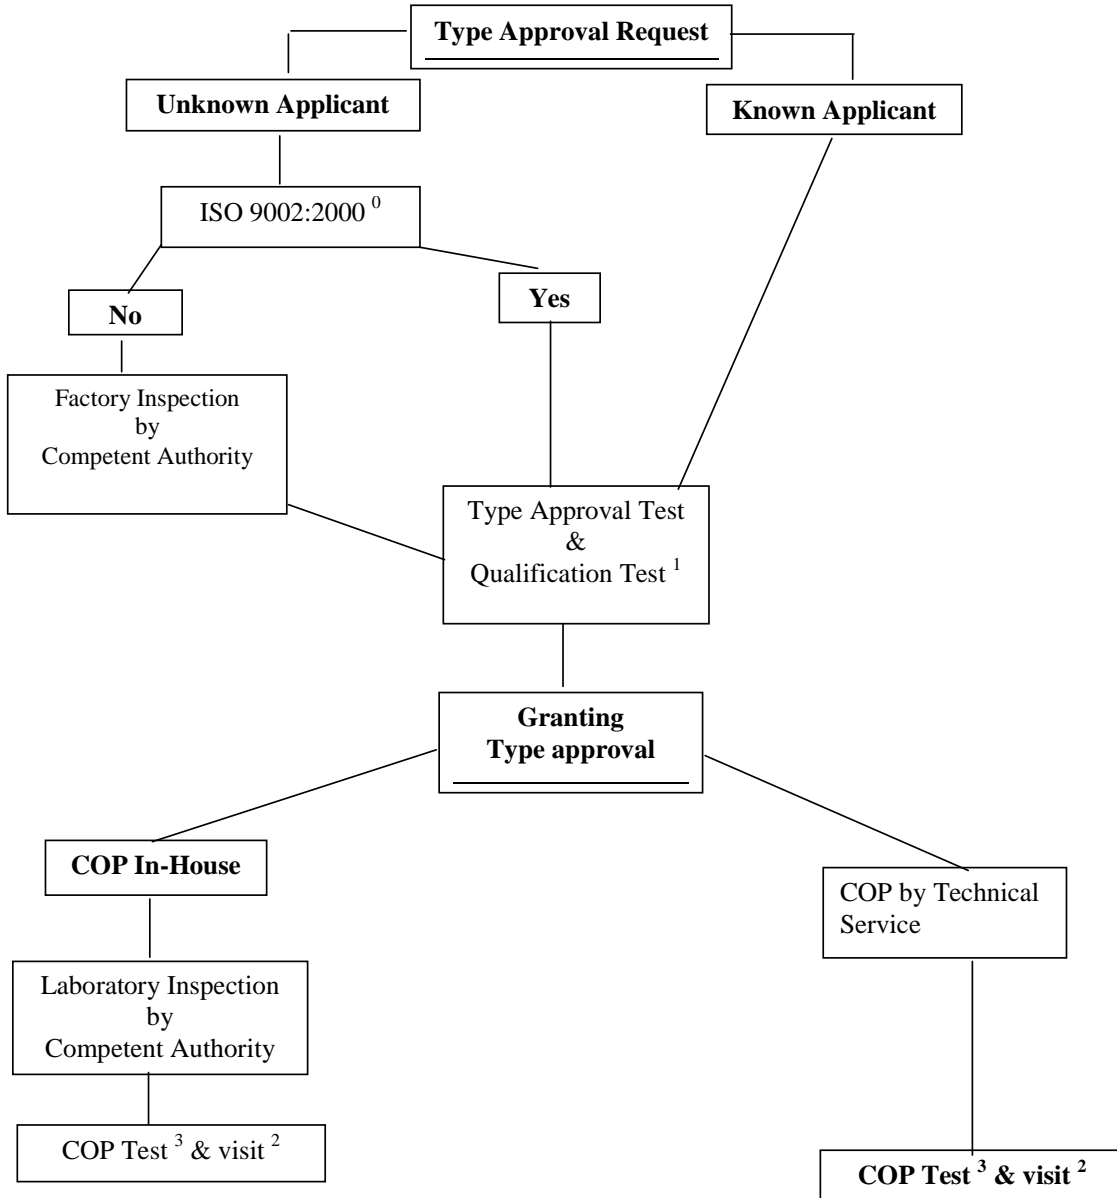 Type Approval Request
Unknown Applicant
Known Applicant
ISO 9002:2000 0
No
Yes
Factory Inspection
by
Competent Authority
Type Approval Test
&
Qualification Test 1
Granting
Type approval
COP In-House
COP by Technical
Service
Laboratory Inspection
by
Competent Authority
COP Test 3 & visit 2
COP Test 3 & visit 2